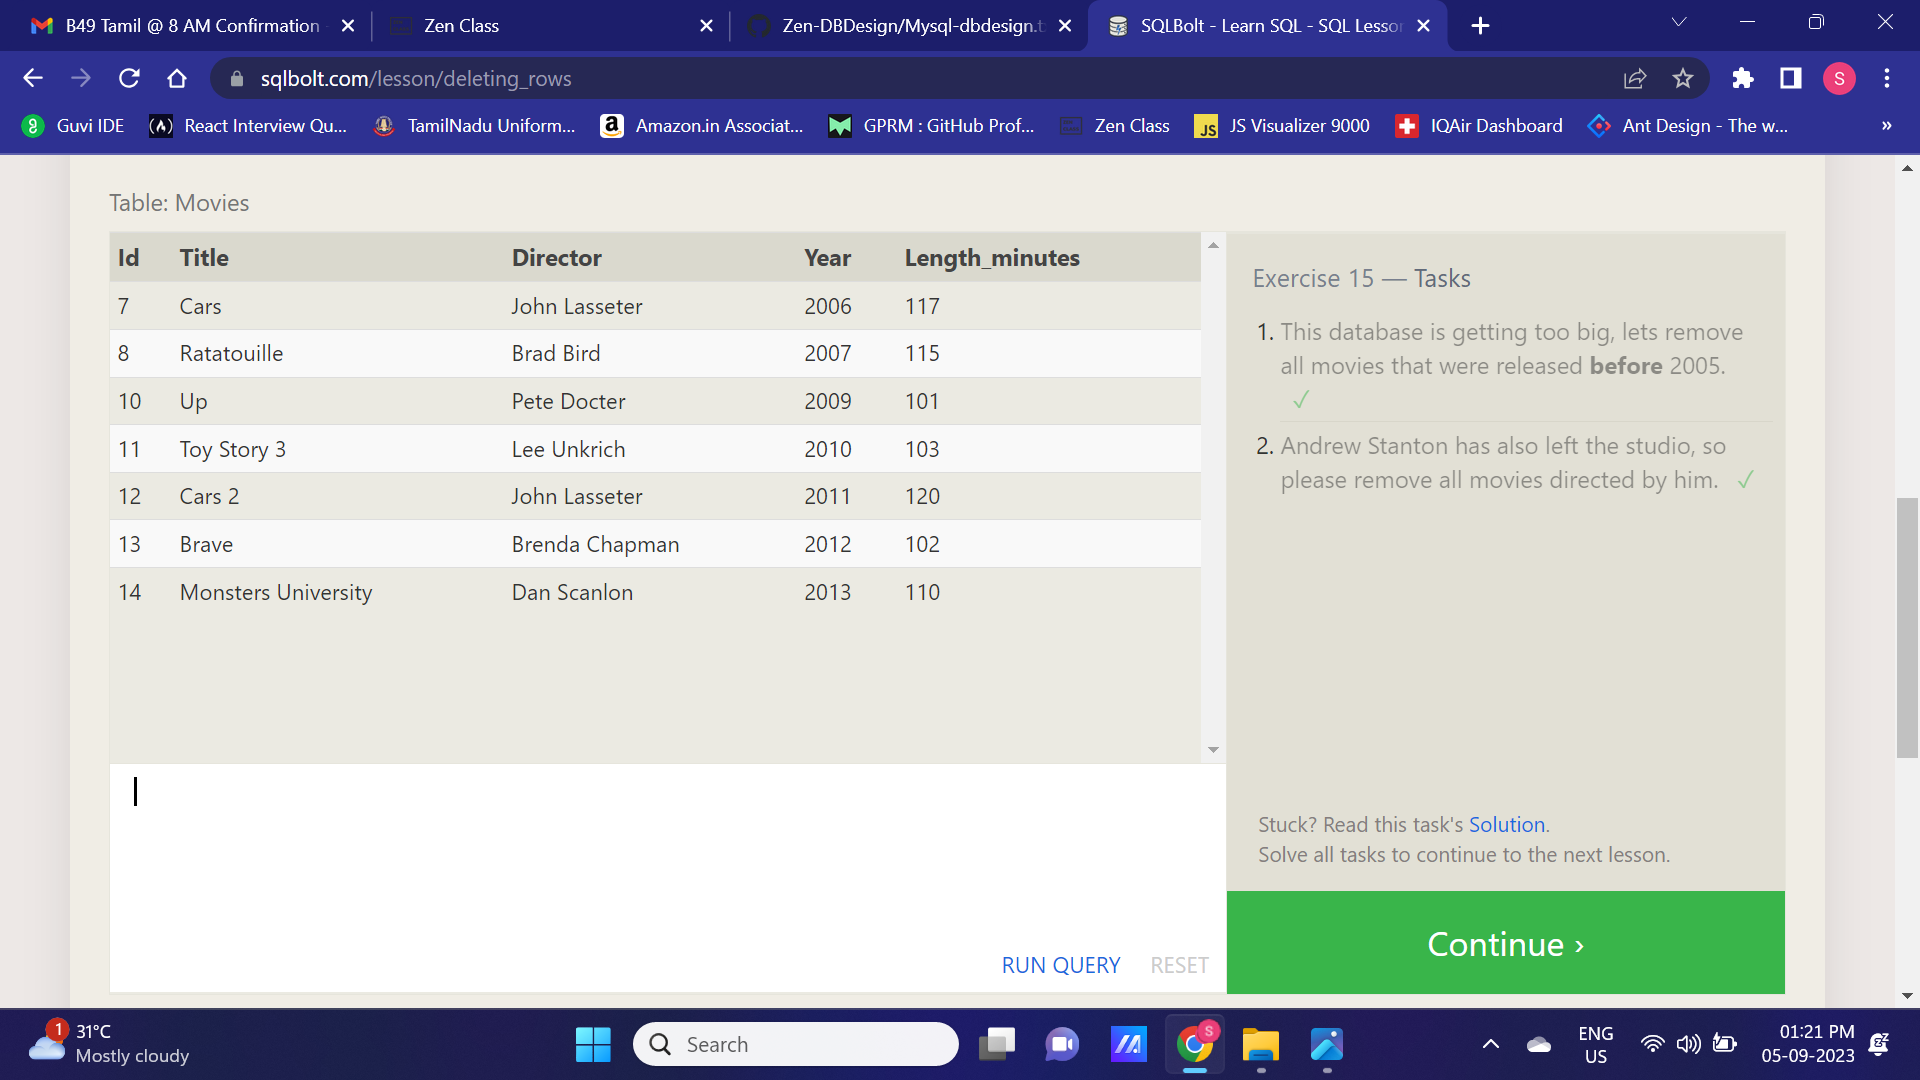 B49 Tamil @ 8 AM Confirmation
Zen Class
Zen-DBDesign/Mysql-dbdesign.t
SQLBolt - Learn SQL - SQL Lesson
sqlbolt.com/lesson/deleting_rows
S
Guvi IDE
React Interview Qu...
TamilNadu Uniform...
Amazon.in Associat...
GPRM : GitHub Prof...
Zen Class
JS Visualizer 9000
IQAir Dashboard
Ant Design - The w...
»
Table: Movies
Id Title Director Year Length_minutes
7 Cars John Lasseter 2006 117
8 Ratatouille Brad Bird 2007 115
10 Up Pete Docter 2009 101
11 Toy Story 3 Lee Unkrich 2010 103
12 Cars 2 John Lasseter 2011 120
13 Brave Brenda Chapman 2012 102
14 Monsters University Dan Scanlon 2013 110
RUN QUERY RESET
Exercise 15 — Tasks
1. This database is getting too big, lets remove
all movies that were released before 2005.
✓
2. Andrew Stanton has also left the studio, so
please remove all movies directed by him. ✓
Stuck? Read this task's Solution.
Solve all tasks to continue to the next lesson.
Continue ›
1
31°C
Mostly cloudy
Search
S
ENG
US
01:21 PM
05-09-2023